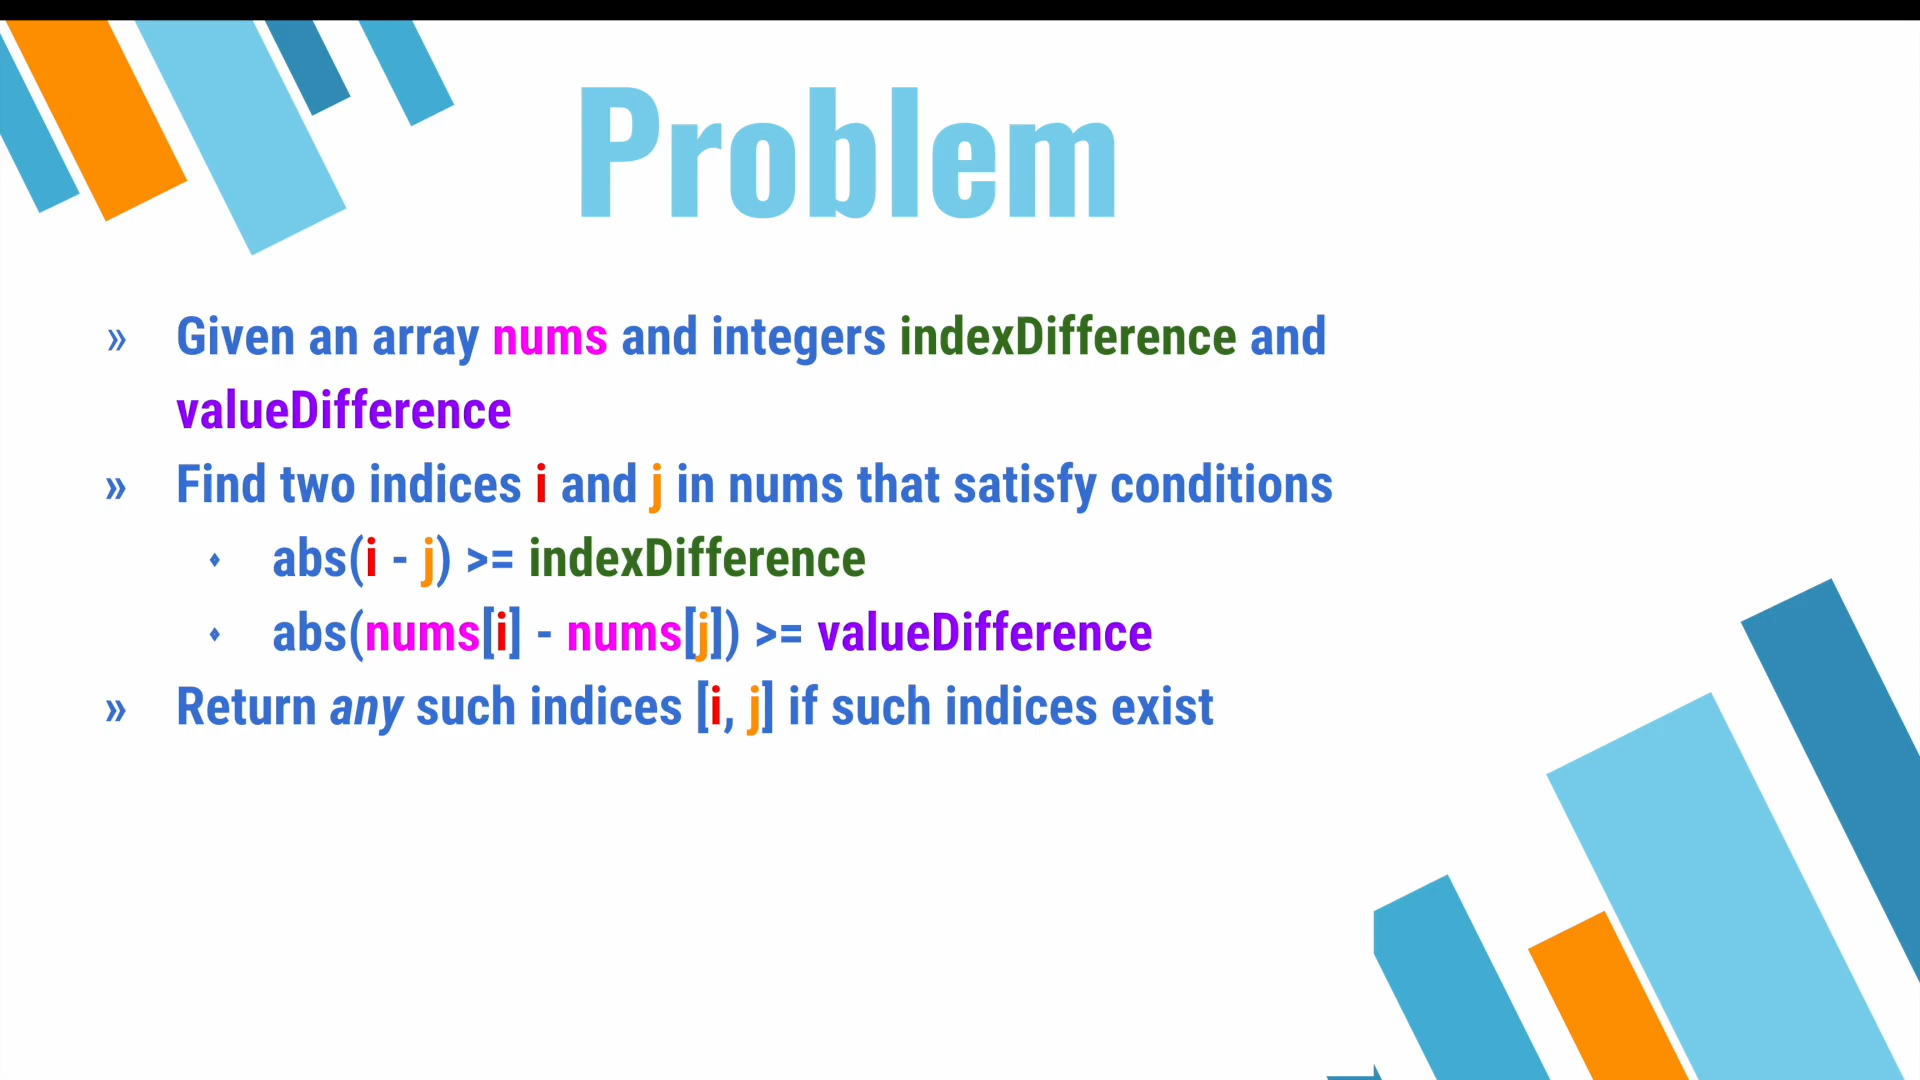 Problem
» Given an array nums and integers indexDifference and
valueDifference
» Find two indices i and j in nums that satisfy conditions
⬩ abs(i - j) >= indexDifference
⬩ abs(nums[i] - nums[j]) >= valueDifference
» Return any such indices [i, j] if such indices exist